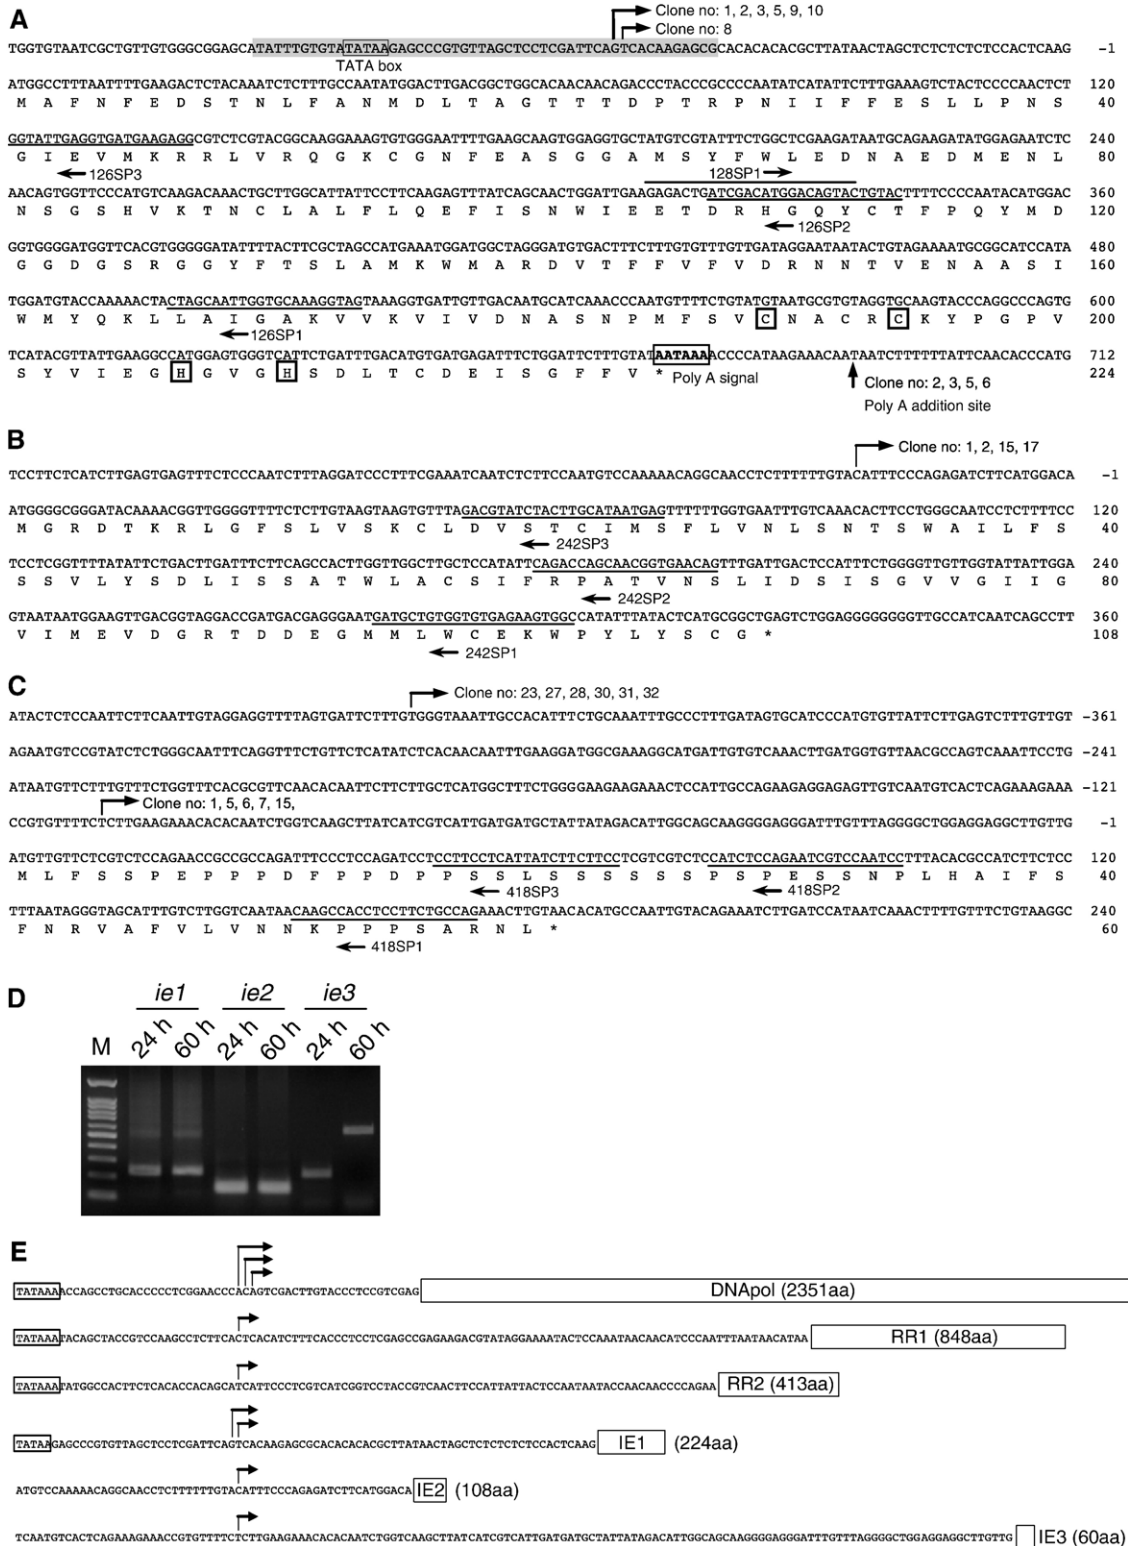 A
Clone no: 1, 2, 3, 5, 9, 10
Clone no: 8
TGGTGTAATCGCTGTTGTGGGCGGAGCATATTTGTGTATATAAGAGCCCGTGTTAGCTCCTCGATTCAGTCACAAGAGCGCACACACACGCTTATAACTAGCTCTCTCTCTCCACTCAAG -1
TATA box
ATGGCCTTTAATTTTGAAGACTCTACAAATCTCTTTGCCAATATGGACTTGACGGCTGGCACAACAACAGACCCTACCCGCCCCAATATCATATTCTTTGAAAGTCTACTCCCCAACTCT 120
M A F N F E D S T N L F A N M D L T A G T T T D P T R P N I I F F E S L L P N S 40
GGTATTGAGGTGATGAAGAGGCGTCTCGTACGGCAAGGAAAGTGTGGGAATTTTGAAGCAAGTGGAGGTGCTATGTCGTATTTCTGGCTCGAAGATAATGCAGAAGATATGGAGAATCTC 240
G I E V M K R R L V R Q G K C G N F E A S G G A M S Y F W L E D N A E D M E N L 80
126SP3
128SP1
AACAGTGGTTCCCATGTCAAGACAAACTGCTTGGCATTATTCCTTCAAGAGTTTATCAGCAACTGGATTGAAGAGACTGATCGACATGGACAGTACTGTACTTTTCCCCAATACATGGAC 360
N S G S H V K T N C L A L F L Q E F I S N W I E E T D R H G Q Y C T F P Q Y M D 120
126SP2
GGTGGGGATGGTTCACGTGGGGGATATTTTACTTCGCTAGCCATGAAATGGATGGCTAGGGATGTGACTTTCTTTGTGTTTGTTGATAGGAATAATACTGTAGAAAATGCGGCATCCATA 480
G G D G S R G G Y F T S L A M K W M A R D V T F F V F V D R N N T V E N A A S I 160
TGGATGTACCAAAAACTACTAGCAATTGGTGCAAAGGTAGTAAAGGTGATTGTTGACAATGCATCAAACCCAATGTTTTCTGTATGTAATGCGTGTAGGTGCAAGTACCCAGGCCCAGTG 600
W M Y Q K L L A I G A K V V K V I V D N A S N P M F S V C N A C R C K Y P G P V 200
126SP1
TCATACGTTATTGAAGGCCATGGAGTGGGTCATTCTGATTTGACATGTGATGAGATTTCTGGATTCTTTGTATAATAAAACCCCATAAGAAACAATAATCTTTTTTATTCAACACCCATG 712
S Y V I E G H G V G H S D L T C D E I S G F F V * 224
Poly A signal
Clone no: 2, 3, 5, 6
Poly A addition site
B
Clone no: 1, 2, 15, 17
TCCTTCTCATCTTGAGTGAGTTTCTCCCAATCTTTAGGATCCCTTTCGAAATCAATCTCTTCCAATGTCCAAAAACAGGCAACCTCTTTTTTGTACATTTCCCAGAGATCTTCATGGACA -1
ATGGGGCGGGATACAAAACGGTTGGGGTTTTCTCTTGTAAGTAAGTGTTTAGACGTATCTACTTGCATAATGAGTTTTTTGGTGAATTTGTCAAACACTTCCTGGGCAATCCTCTTTTCC 120
M G R D T K R L G F S L V S K C L D V S T C I M S F L V N L S N T S W A I L F S 40
242SP3
TCCTCGGTTTTATATTCTGACTTGATTTCTTCAGCCACTTGGTTGGCTTGCTCCATATTCAGACCAGCAACGGTGAACAGTTTGATTGACTCCATTTCTGGGGTTGTTGGTATTATTGGA 240
S S V L Y S D L I S S A T W L A C S I F R P A T V N S L I D S I S G V V G I I G 80
242SP2
GTAATAATGGAAGTTGACGGTAGGACCGATGACGAGGGAATGATGCTGTGGTGTGAGAAGTGGCCATATTTATACTCATGCGGCTGAGTCTGGAGGGGGGGTTGCCATCAATCAGCCTT 360
V I M E V D G R T D D E G M M L W C E K W P Y L Y S C G * 108
242SP1
C
Clone no: 23, 27, 28, 30, 31, 32
ATACTCTCCAATTCTTCAATTGTAGGAGGTTTTAGTGATTCTTTGTGGGTAAATTGCCACATTTCTGCAAATTTGCCCTTTGATAGTGCATCCCATGTGTTATTCTTGAGTCTTTGTTGT -361
AGAATGTCCGTATCTCTGGGCAATTTCAGGTTTCTGTTCTCATATCTCACAACAATTTGAAGGATGGCGAAAGGCATGATTGTGTCAAACTTGATGGTGTTAACGCCAGTCAAATTCCTG -241
ATAATGTTCTTTGTTTCTGGTTTCACGCGTTCAACACAATTCTTCTTGCTCATGGCTTTCTGGGGAAGAAGAAACTCCATTGCCAGAAGAGGAGAGTTGTCAATGTCACTCAGAAAGAAA -121
Clone no: 1, 5, 6, 7, 15,
CCGTGTTTTCTCTTGAAGAAACACACAATCTGGTCAAGCTTATCATCGTCATTGATGATGCTATTATAGACATTGGCAGCAAGGGGAGGGATTTGTTTAGGGGCTGGAGGAGGCTTGTTG -1
ATGTTGTTCTCGTCTCCAGAACCGCCGCCAGATTTCCCTCCAGATCCTCCTTCCTCATTATCTTCTTCCTCGTCGTCTCCATCTCCAGAATCGTCCAATCCTTTACACGCCATCTTCTCC 120
M L F S S P E P P P D F P P D P P S S L S S S S S S P S P E S S N P L H A I F S 40
418SP3
418SP2
TTTAATAGGGTAGCATTTGTCTTGGTCAATAACAAGCCACCTCCTTCTGCCAGAAACTTGTAACACATGCCAATTGTACAGAAATCTTGATCCATAATCAAACTTTTGTTTCTGTAAGGC 240
F N R V A F V L V N N K P P P S A R N L * 60
418SP1
D
ie1 ie2 ie3
M 24 h 60 h 24 h 60 h 24 h 60 h
E
TATAAAACCAGCCTGCACCCCCTCGGAACCCACAGTCGACTTGTACCCTCCGTCGAG DNApol (2351aa)
TATAAATACAGCTACCGTCCAAGCCTCTTCACTCACATCTTTCACCCTCCTCGAGCCGAGAAGACGTATAGGAAAATACTCCAAATAACAACATCCCAATTTAATAACATAA RR1 (848aa)
TATAAATATGGCCACTTCTCACACCACAGCATCATTCCCTCGTCATCGGTCCTACCGTCAACTTCCATTATTACTCCAATAATACCAACAACCCCAGAA RR2 (413aa)
TATAAGAGCCCGTGTTAGCTCCTCGATTCAGTCACAAGAGCGCACACACACGCTTATAACTAGCTCTCTCTCTCCACTCAAG IE1 (224aa)
ATGTCCAAAAACAGGCAACCTCTTTTTTGTACATTTCCCAGAGATCTTCATGGACA IE2 (108aa)
TCAATGTCACTCAGAAAGAAACCGTGTTTTCTCTTGAAGAAACACACAATCTGGTCAAGCTTATCATCGTCATTGATGATGCTATTATAGACATTGGCAGCAAGGGGAGGGATTTGTTTAGGGGCTGGAGGAGGCTTGTTG IE3 (60aa)